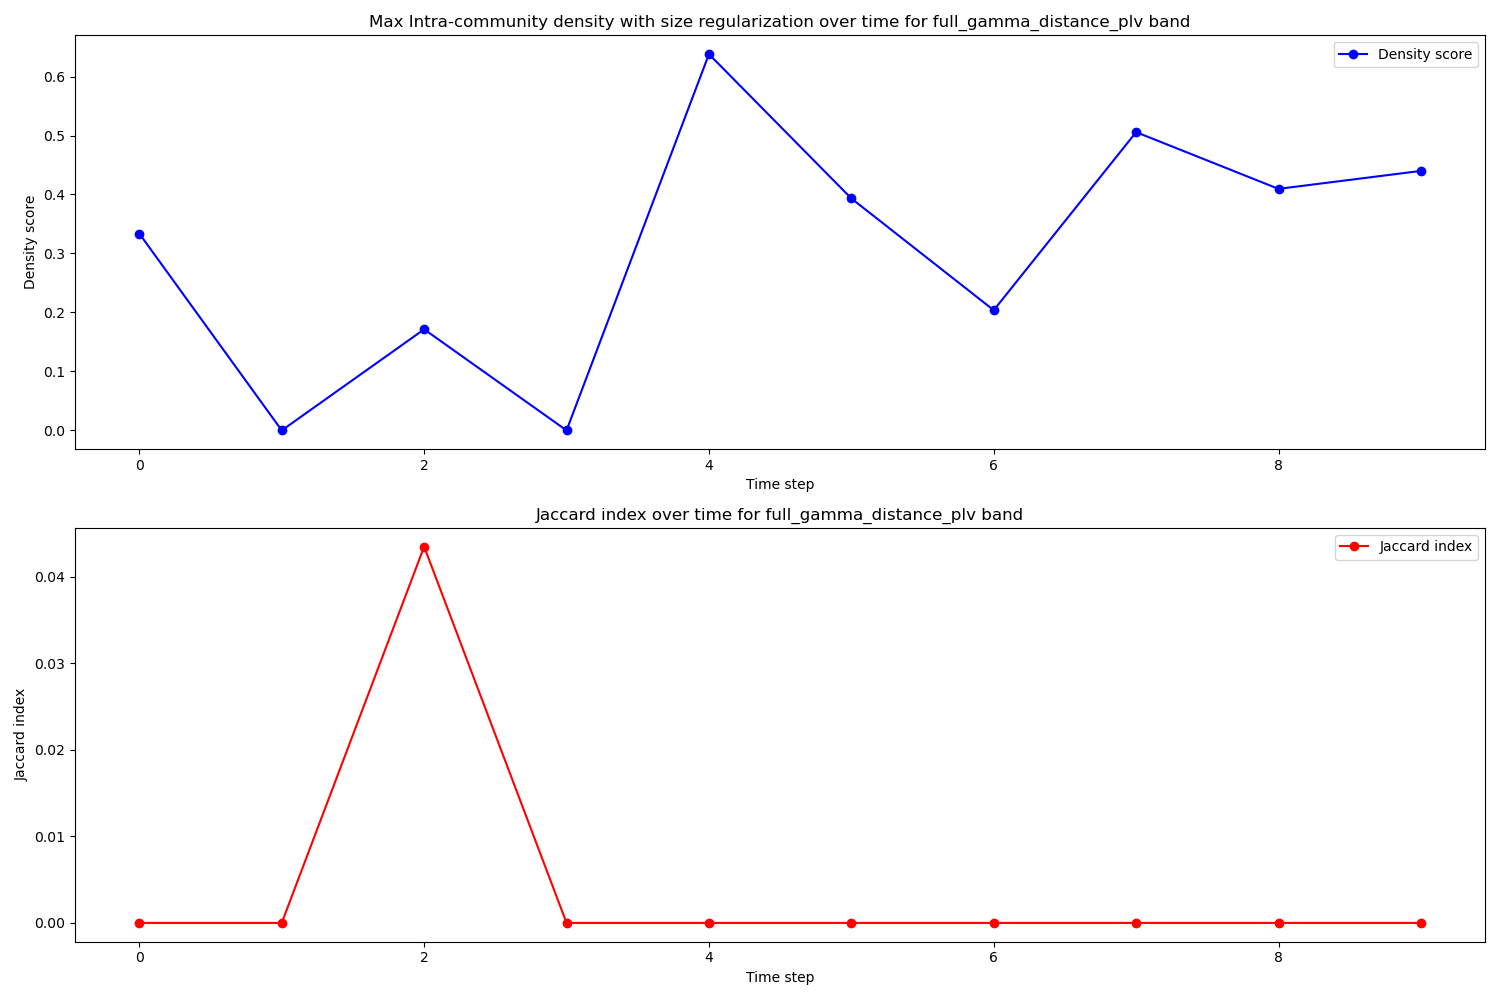 Max Intra-community density with size regularization over time for full_gamma_distance_plv band
Density score
0.6
0.5
0.4
0.3
0.2
0.1
0.0
Density score
0 2 4 6 8
Time step
Jaccard index over time for full_gamma_distance_plv band
Jaccard index
0.04
0.03
0.02
0.01
0.00
Jaccard index
0 2 4 6 8
Time step